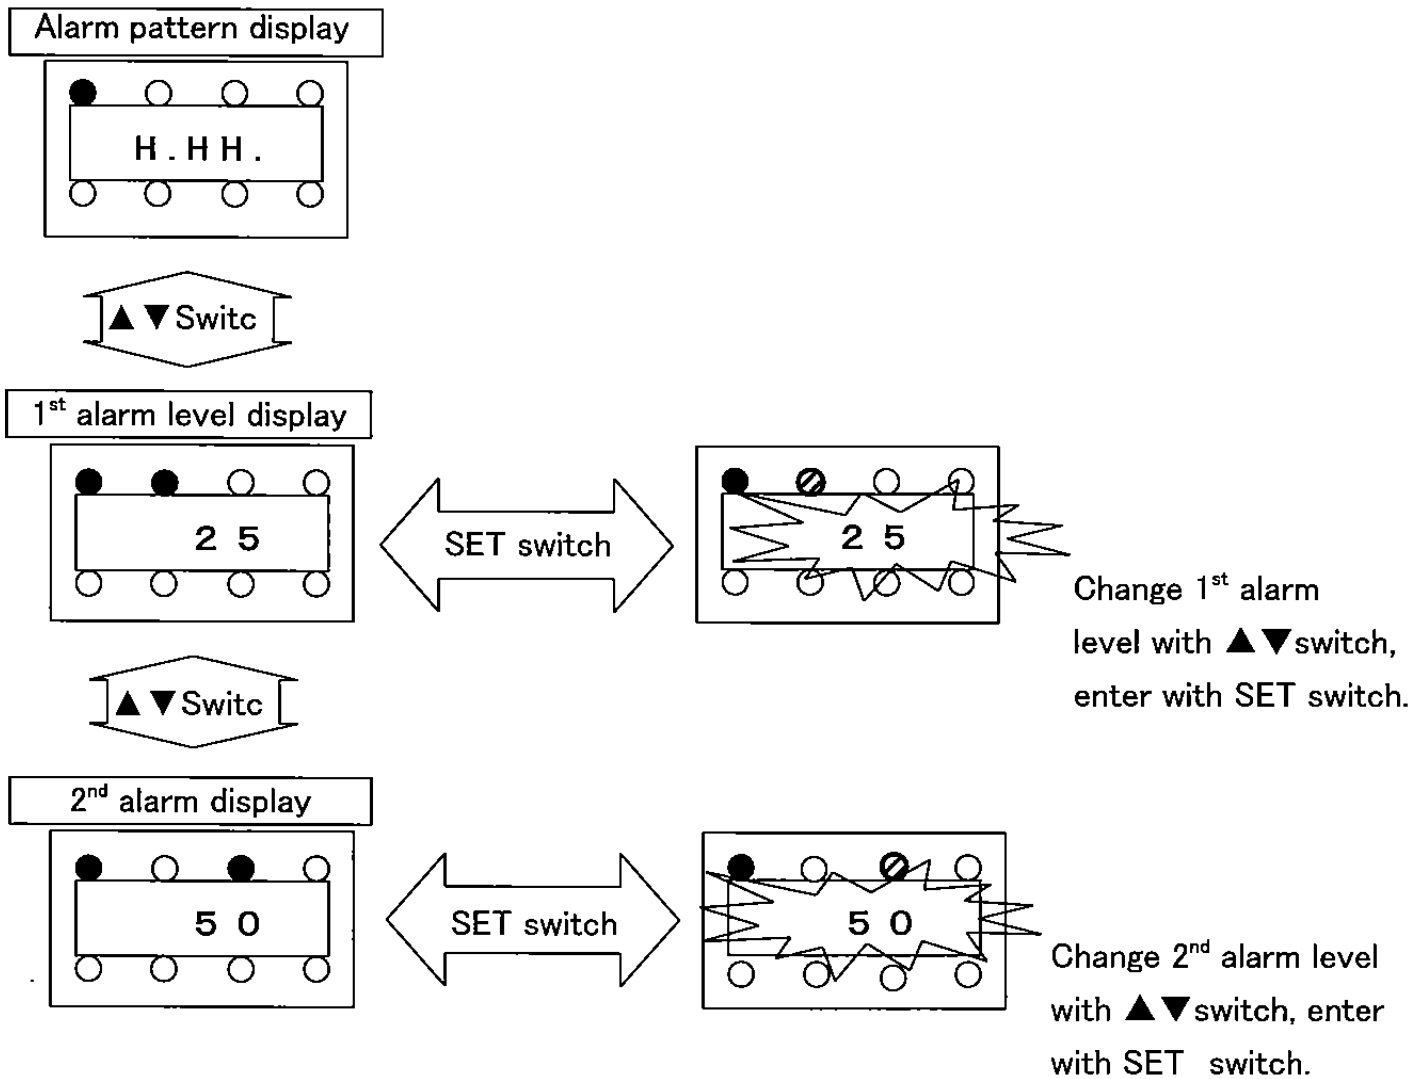 Alarm pattern display
H.HH.
▲▼Switc
1st alarm level display
25
SET switch
25
Change 1st alarm
level with ▲▼switch,
enter with SET switch.
▲▼Switc
2nd alarm display
50
SET switch
50
Change 2nd alarm level
with ▲▼switch, enter
with SET switch.